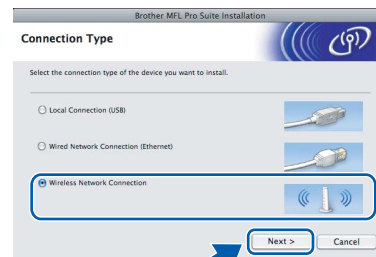 Brother MFL Pro Suite Installation
Connection Type
Select the connection type of the device you want to install.
Local Connection (USB)
Wired Network Connection (Ethernet)
Wireless Network Connection
Next >
Cancel